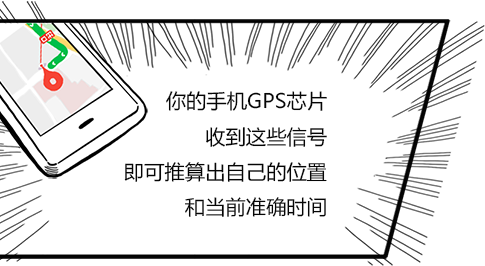 你的手机GPS芯片
收到这些信号
即可推算出自己的位置
和当前准确时间